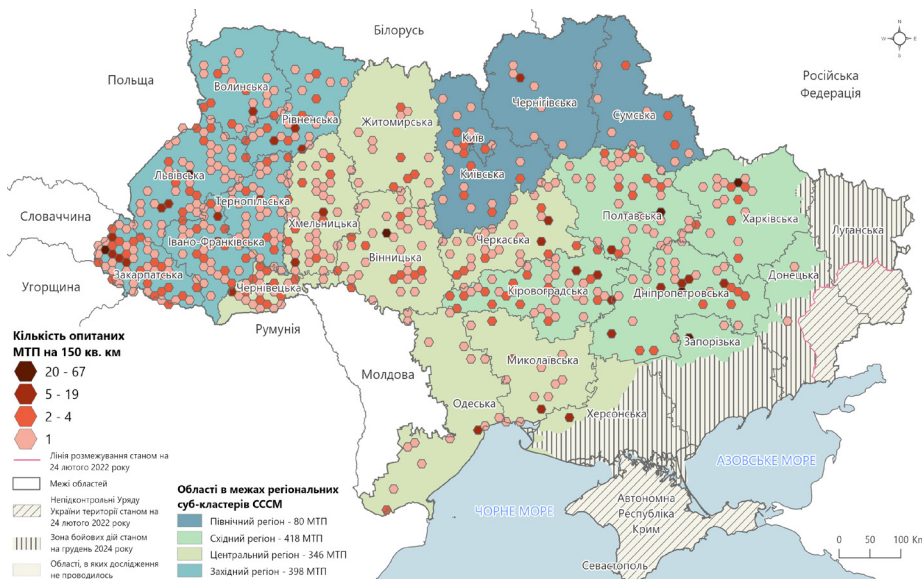 Білорусь
N
W E
S
Польща
Російська
Федерація
Волинська
Рівненська
Житомирська
Чернігівська
Сумська
Київ
Київська
Львівська
Тернопільська
Хмельницька
Полтавська
Харківська
Луганська
Словаччина
Івано-Франківська
Вінницька
Черкаська
Закарпатська
Чернівецька
Кіровоградська
Дніпропетровська
Донецька
Угорщина
Румунія
Запорізька
Молдова
Миколаївська
Одеська
Херсонська
АЗОВСЬКЕ МОРЕ
ЧОРНЕ МОРЕ
Автономна
Республіка
Крим
Севастополь
Кількість опитаних
МТП на 150 кв. км
20 - 67
5 - 19
2 - 4
1
Лінія розмежування станом на
24 лютого 2022 року
Межі областей
Непідконтрольні Уряду
України території станом на
24 лютого 2022 року
Зона бойових дій станом
на грудень 2024 року
Області, в яких дослідження
не проводилось
Області в межах регіональних
суб-кластерів СССМ
Північний регіон - 80 МТП
Східний регіон - 418 МТП
Центральний регіон - 346 МТП
Західний регіон - 398 МТП
0 50 100 Km